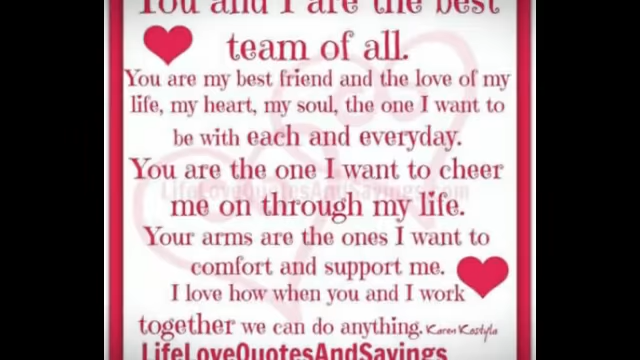 You and I are the best
team of all.
You are my best friend and the love of my
life, my heart, my soul, the one I want to
be with each and everyday.
You are the one I want to cheer
LifeLoveQuotesAndSayings.com
me on through my life.
Your arms are the ones I want to
comfort and support me.
I love how when you and I work
together we can do anything. Karen Kostyla
LifeLoveQuotesAndSayings